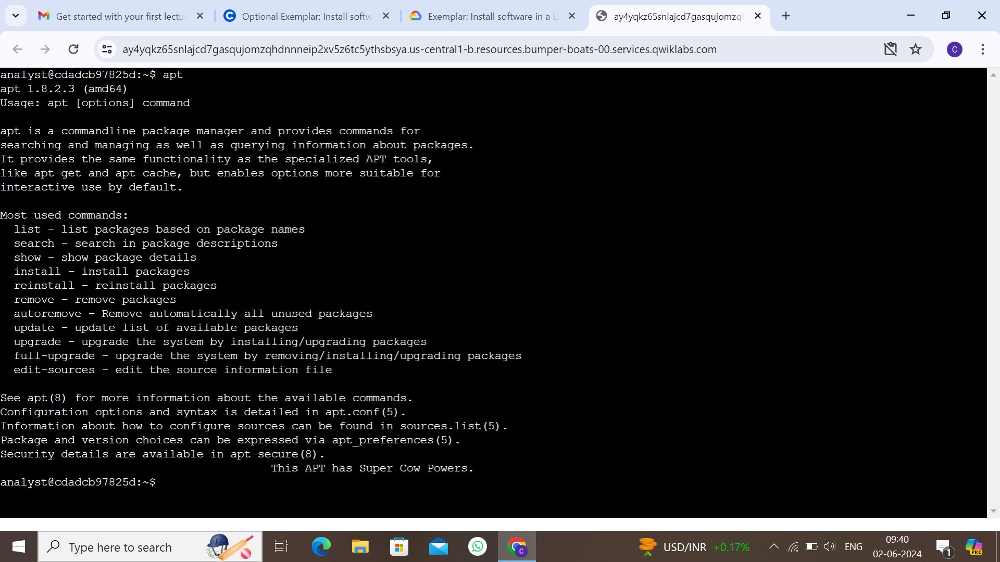 Get started with your first lectur
Optional Exemplar: Install softw
Exemplar: Install software in a L
ay4yqkz65snlajcd7gasqujomzqh
ay4yqkz65snlajcd7gasqujomzqhdnnneip2xv5z6tc5ythsbsya.us-central1-b.resources.bumper-boats-00.services.qwiklabs.com
C
analyst@cdadcb97825d:~$ apt
apt 1.8.2.3 (amd64)
Usage: apt [options] command
apt is a commandline package manager and provides commands for
searching and managing as well as querying information about packages.
It provides the same functionality as the specialized APT tools,
like apt-get and apt-cache, but enables options more suitable for
interactive use by default.
Most used commands:
list - list packages based on package names
search - search in package descriptions
show - show package details
install - install packages
reinstall - reinstall packages
remove - remove packages
autoremove - Remove automatically all unused packages
update - update list of available packages
upgrade - upgrade the system by installing/upgrading packages
full-upgrade - upgrade the system by removing/installing/upgrading packages
edit-sources - edit the source information file
See apt(8) for more information about the available commands.
Configuration options and syntax is detailed in apt.conf(5).
Information about how to configure sources can be found in sources.list(5).
Package and version choices can be expressed via apt_preferences(5).
Security details are available in apt-secure(8).
This APT has Super Cow Powers.
analyst@cdadcb97825d:~$
Type here to search
C
USD/INR +0.17%
ENG
09:40
02-06-2024
1
PRE